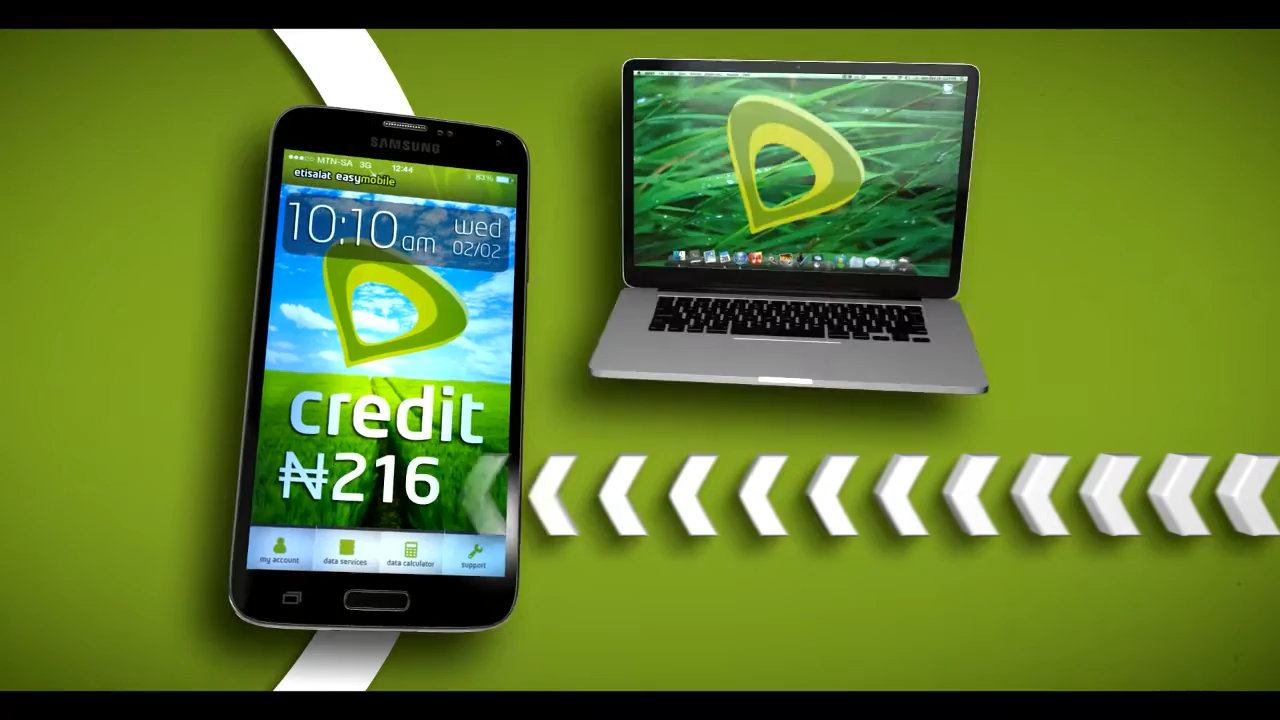 SAMSUNG
MTN-SA 3G 12:44 83%
etisalat easymobile
10:10am
wed
02/02
credit
₦216
my account
data services
data calculator
support